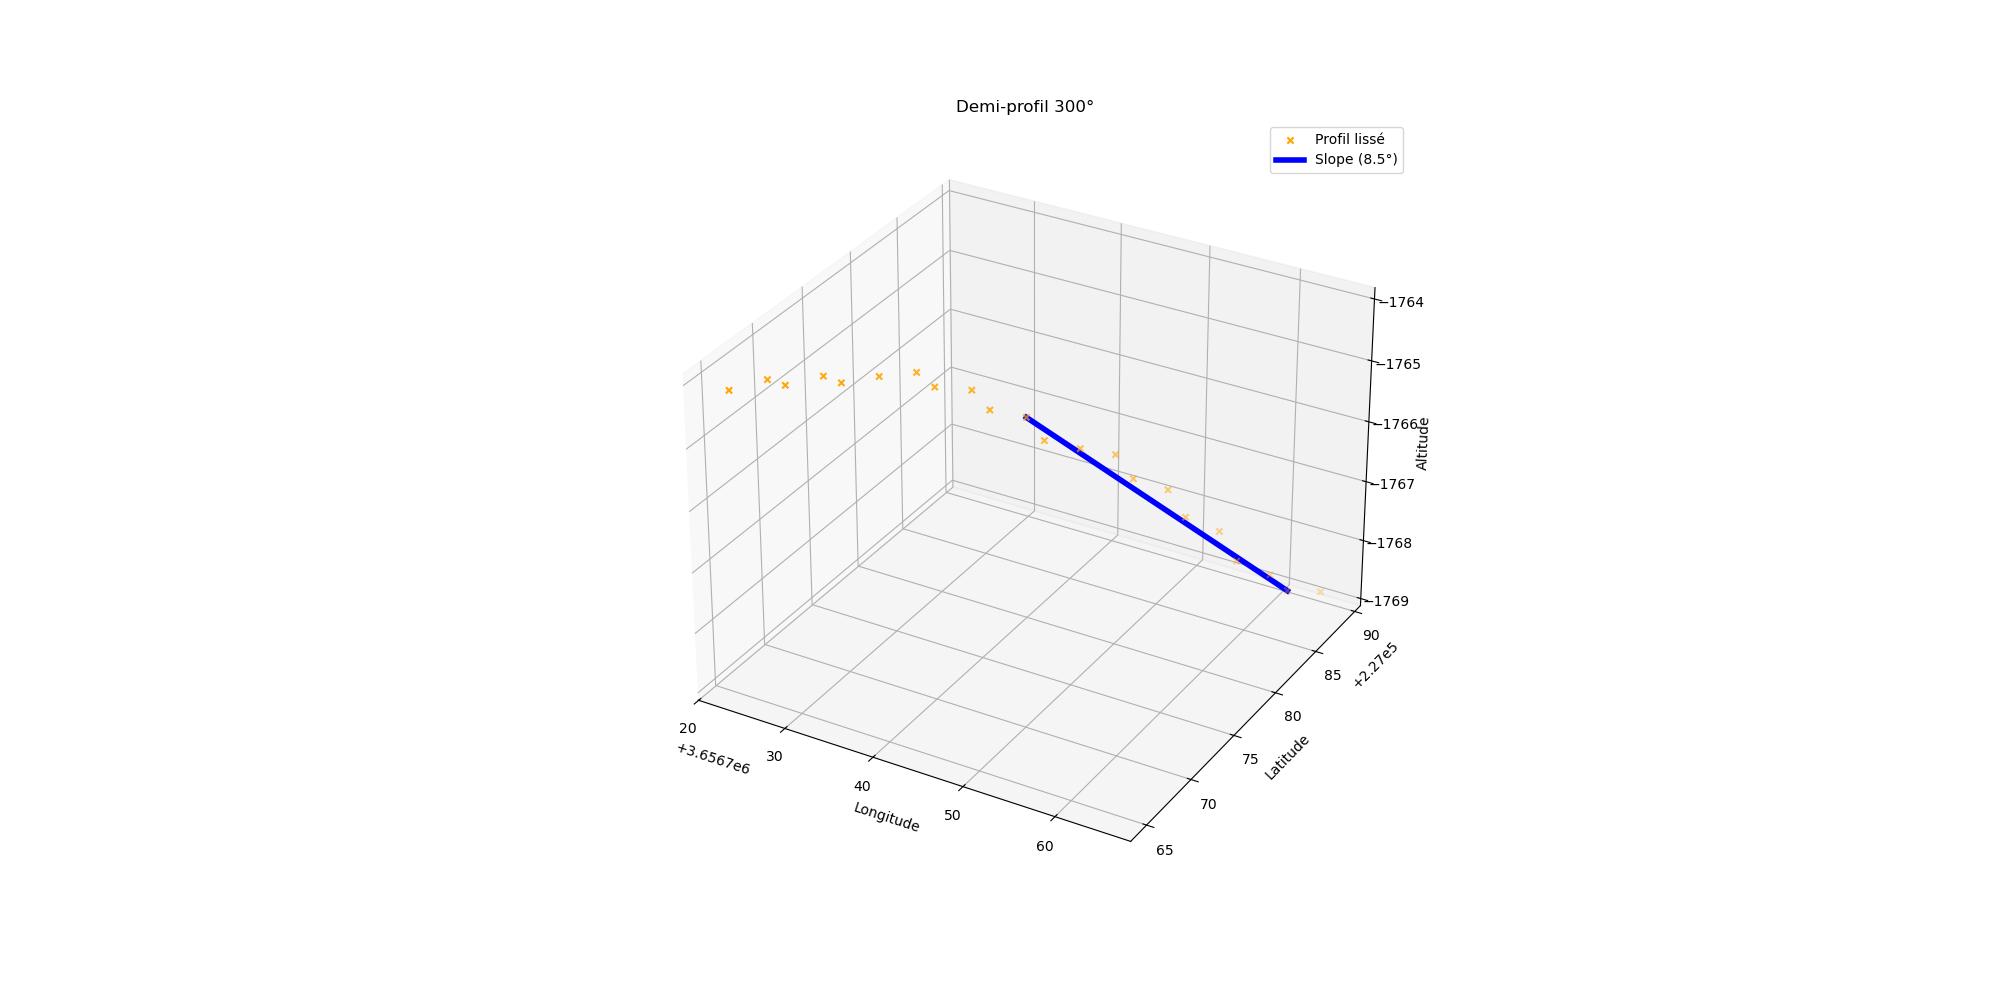 Demi-profil 300°
Profil lissé
Slope (8.5°)
−1764
−1765
−1766
−1767
−1768
−1769
Altitude
90
85
80
75
70
65
+2.27e5
Latitude
20
30
40
50
60
+3.6567e6
Longitude